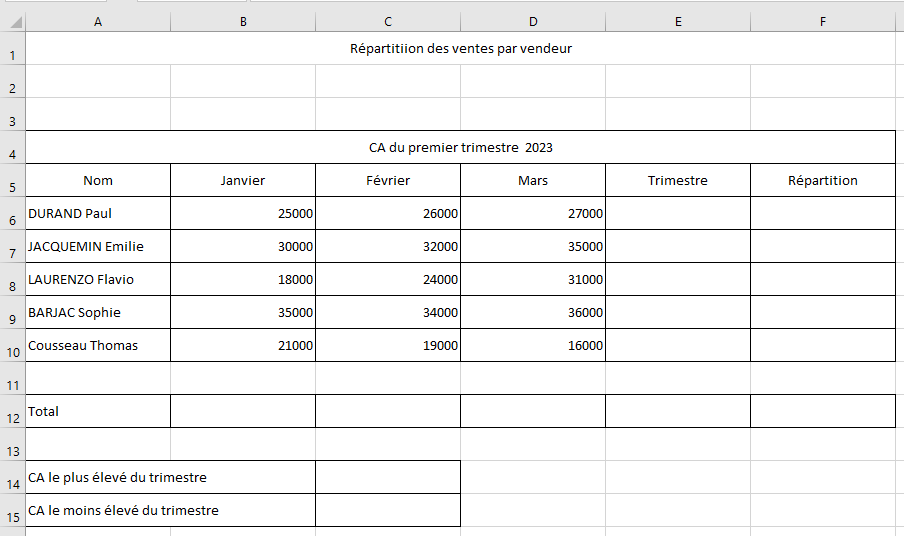 A B C D E F
1 Répartitiion des ventes par vendeur
2
3
4 CA du premier trimestre 2023
5 Nom Janvier Février Mars Trimestre Répartition
6 DURAND Paul 25000 26000 27000
7 JACQUEMIN Emilie 30000 32000 35000
8 LAURENZO Flavio 18000 24000 31000
9 BARJAC Sophie 35000 34000 36000
10 Cousseau Thomas 21000 19000 16000
11
12 Total
13
14 CA le plus élevé du trimestre
15 CA le moins élevé du trimestre